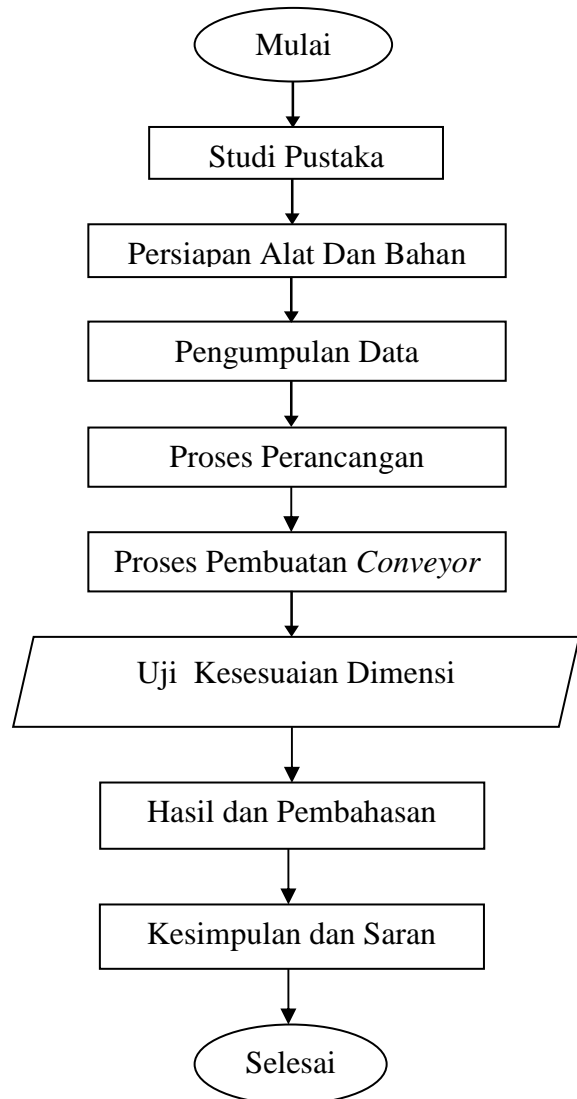 Mulai
Studi Pustaka
Persiapan Alat Dan Bahan
Pengumpulan Data
Proses Perancangan
Proses Pembuatan Conveyor
Uji Kesesuaian Dimensi
Hasil dan Pembahasan
Kesimpulan dan Saran
Selesai